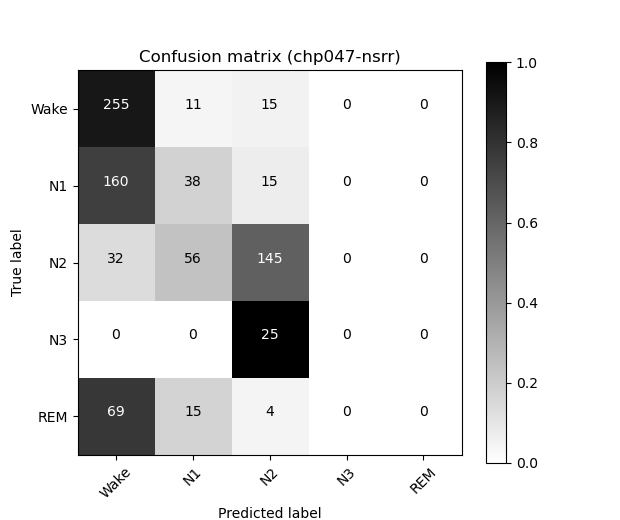 Confusion matrix (chp047-nsrr)
True label
Wake 255 11 15 0 0
N1 160 38 15 0 0
N2 32 56 145 0 0
N3 0 0 25 0 0
REM 69 15 4 0 0
Wake N1 N2 N3 REM
Predicted label
1.0
0.8
0.6
0.4
0.2
0.0